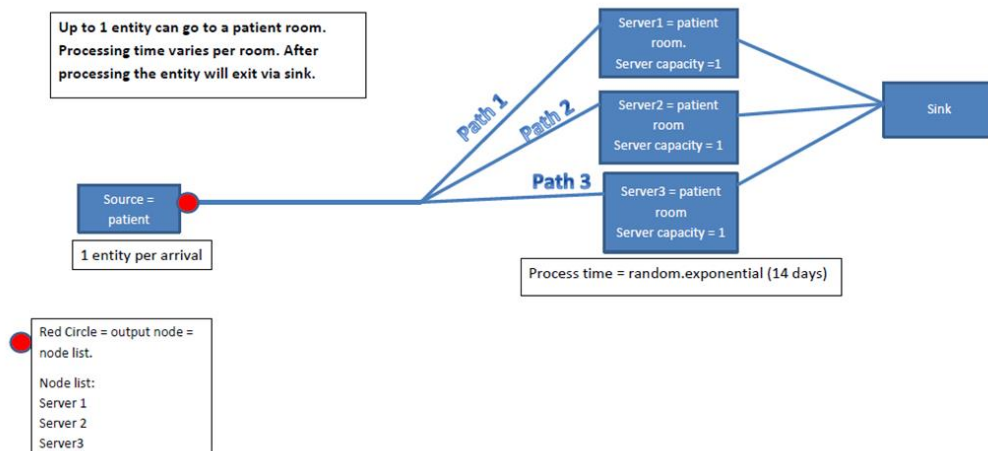 Up to 1 entity can go to a patient room.
Processing time varies per room. After
processing the entity will exit via sink.
Server1 = patient
room.
Server capacity =1
Path 1
Path 2
Server2 = patient
room
Server capacity = 1
Sink
Path 3
Server3 = patient
room
Server capacity = 1
Source =
patient
1 entity per arrival
Process time = random.exponential (14 days)
Red Circle = output node =
node list.
Node list:
Server 1
Server 2
Server3